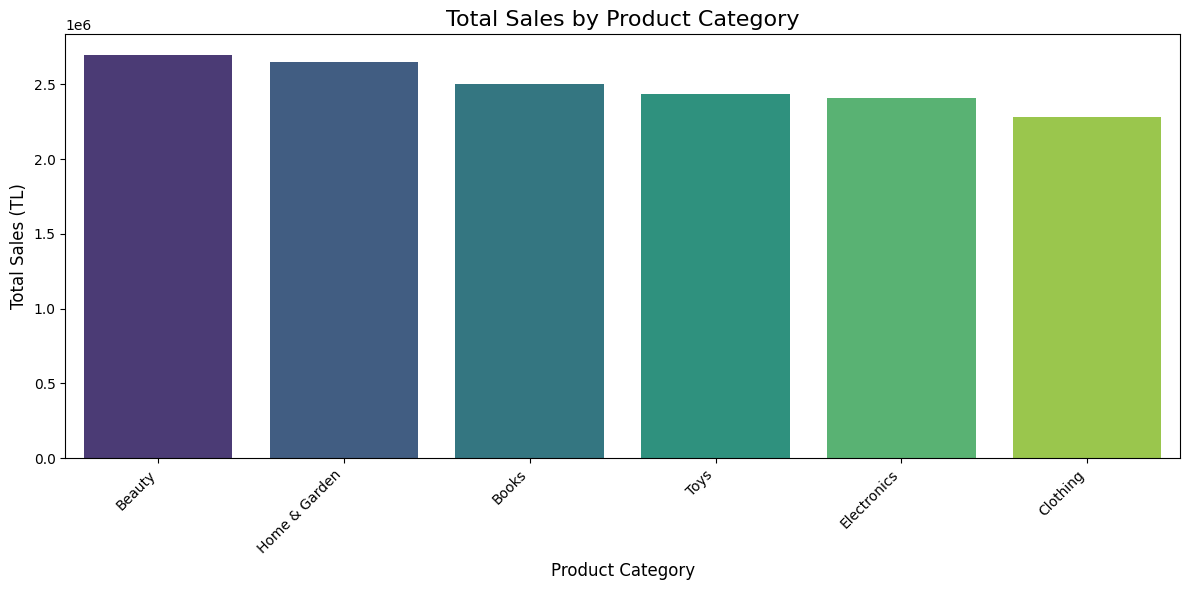 Total Sales by Product Category
1e6
Total Sales (TL)
2.5
2.0
1.5
1.0
0.5
0.0
Beauty
Home & Garden
Books
Toys
Electronics
Clothing
Product Category